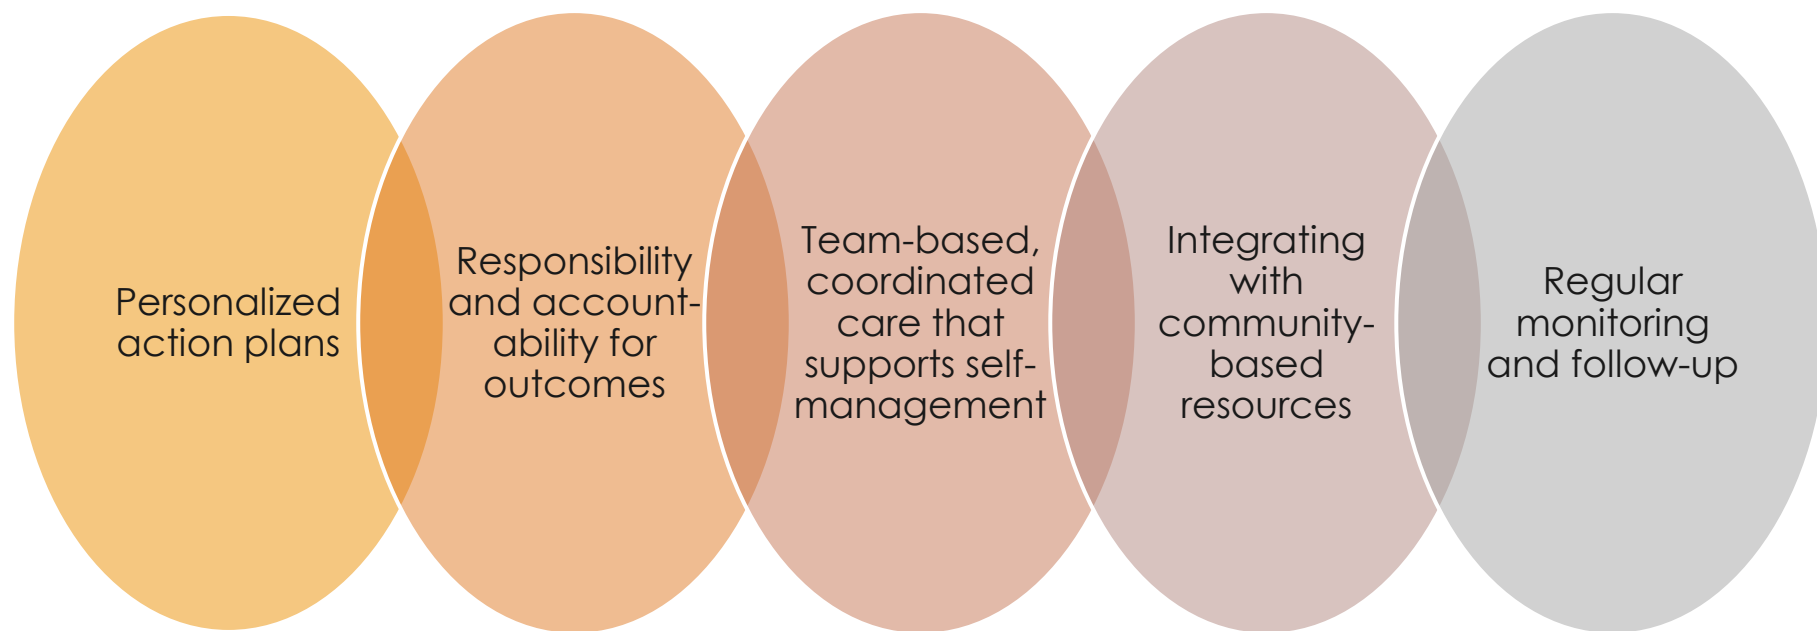 Personalized
action plans
Responsibility
and account-
ability for
outcomes
Team-based,
coordinated
care that
supports self-
management
Integrating
with
community-
based
resources
Regular
monitoring
and follow-up